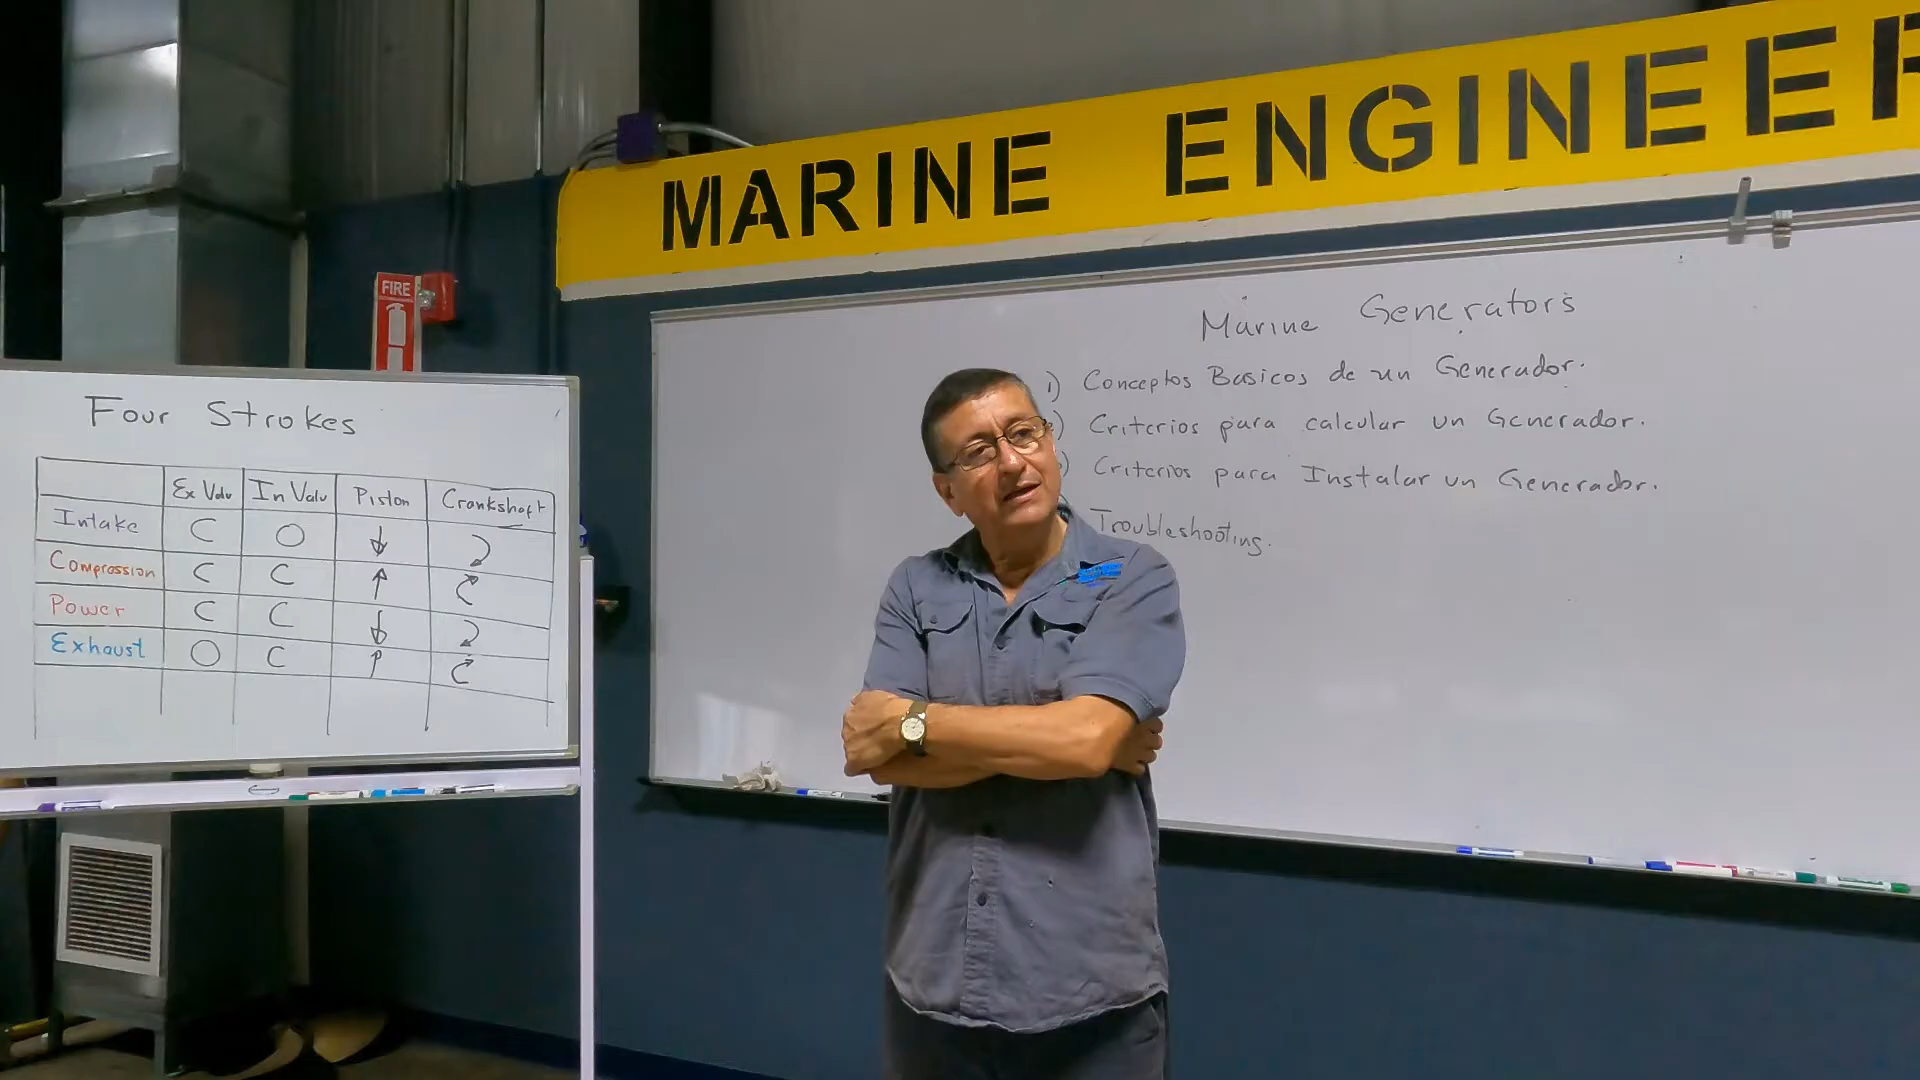 MARINE ENGINEER
FIRE
Four Strokes
Ex Valv In Valv Piston Crankshaft
Intake C O ↓
Compression C C ↑
Power C C ↓
Exhaust O C ↑
Marine Generators
1) Conceptos Basicos de un Generador.
) Criterios para calcular un Generador.
) Criterios para Instalar un Generador.
Troubleshooting.